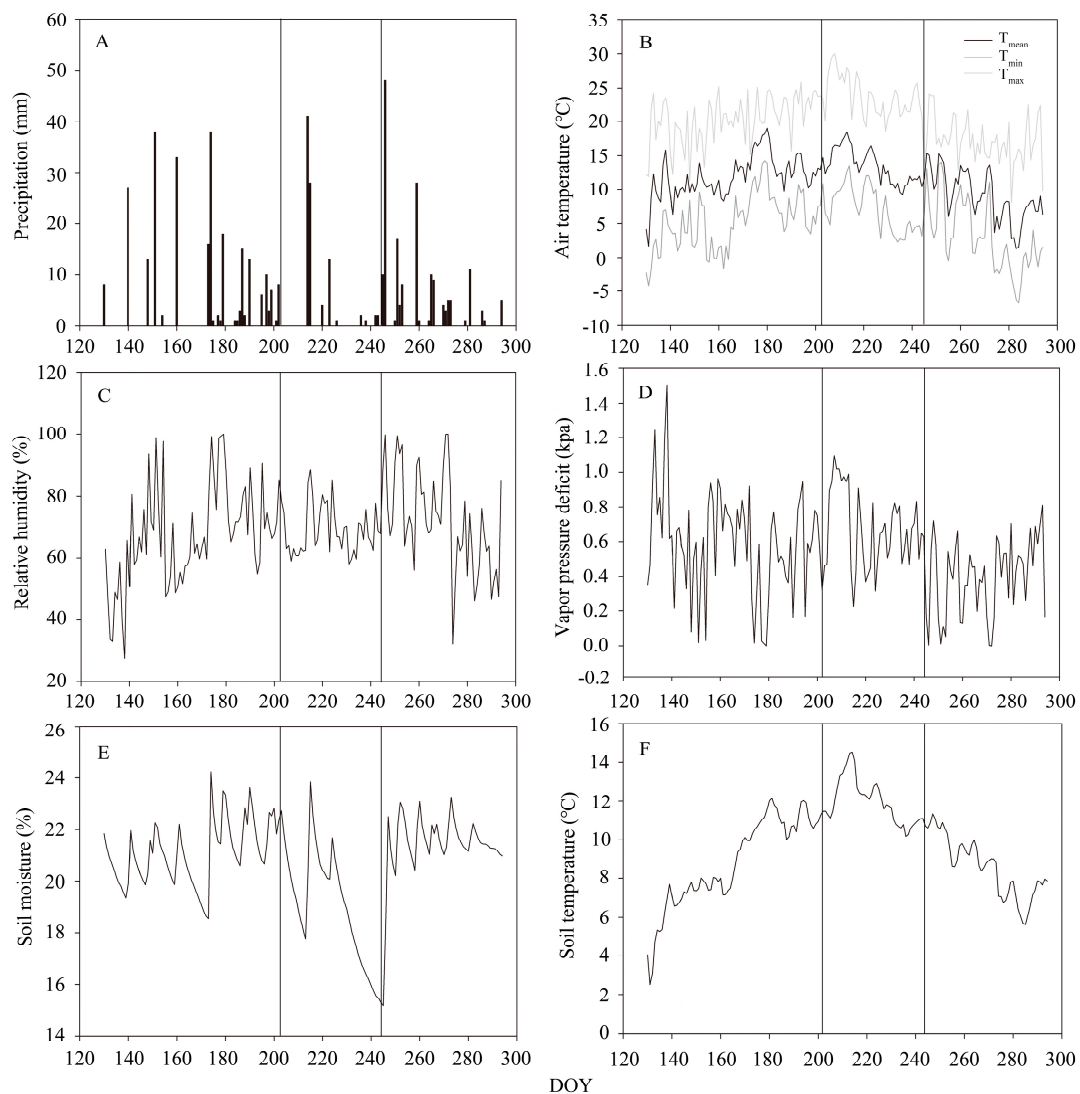 A
Precipitation (mm)
60
50
40
30
20
10
0
120 140 160 180 200 220 240 260 280 300
B
T mean
T min
T max
Air temperature (°C)
35
30
25
20
15
10
5
0
-5
-10
120 140 160 180 200 220 240 260 280 300
C
Relative humidity (%)
120
100
80
60
40
20
120 140 160 180 200 220 240 260 280 300
D
Vapor pressure deficit (kpa)
1.6
1.4
1.2
1.0
0.8
0.6
0.4
0.2
0.0
-0.2
120 140 160 180 200 220 240 260 280 300
E
Soil moisture (%)
26
24
22
20
18
16
14
120 140 160 180 200 220 240 260 280 300
F
Soil temperature (°C)
16
14
12
10
8
6
4
2
0
120 140 160 180 200 220 240 260 280 300
DOY